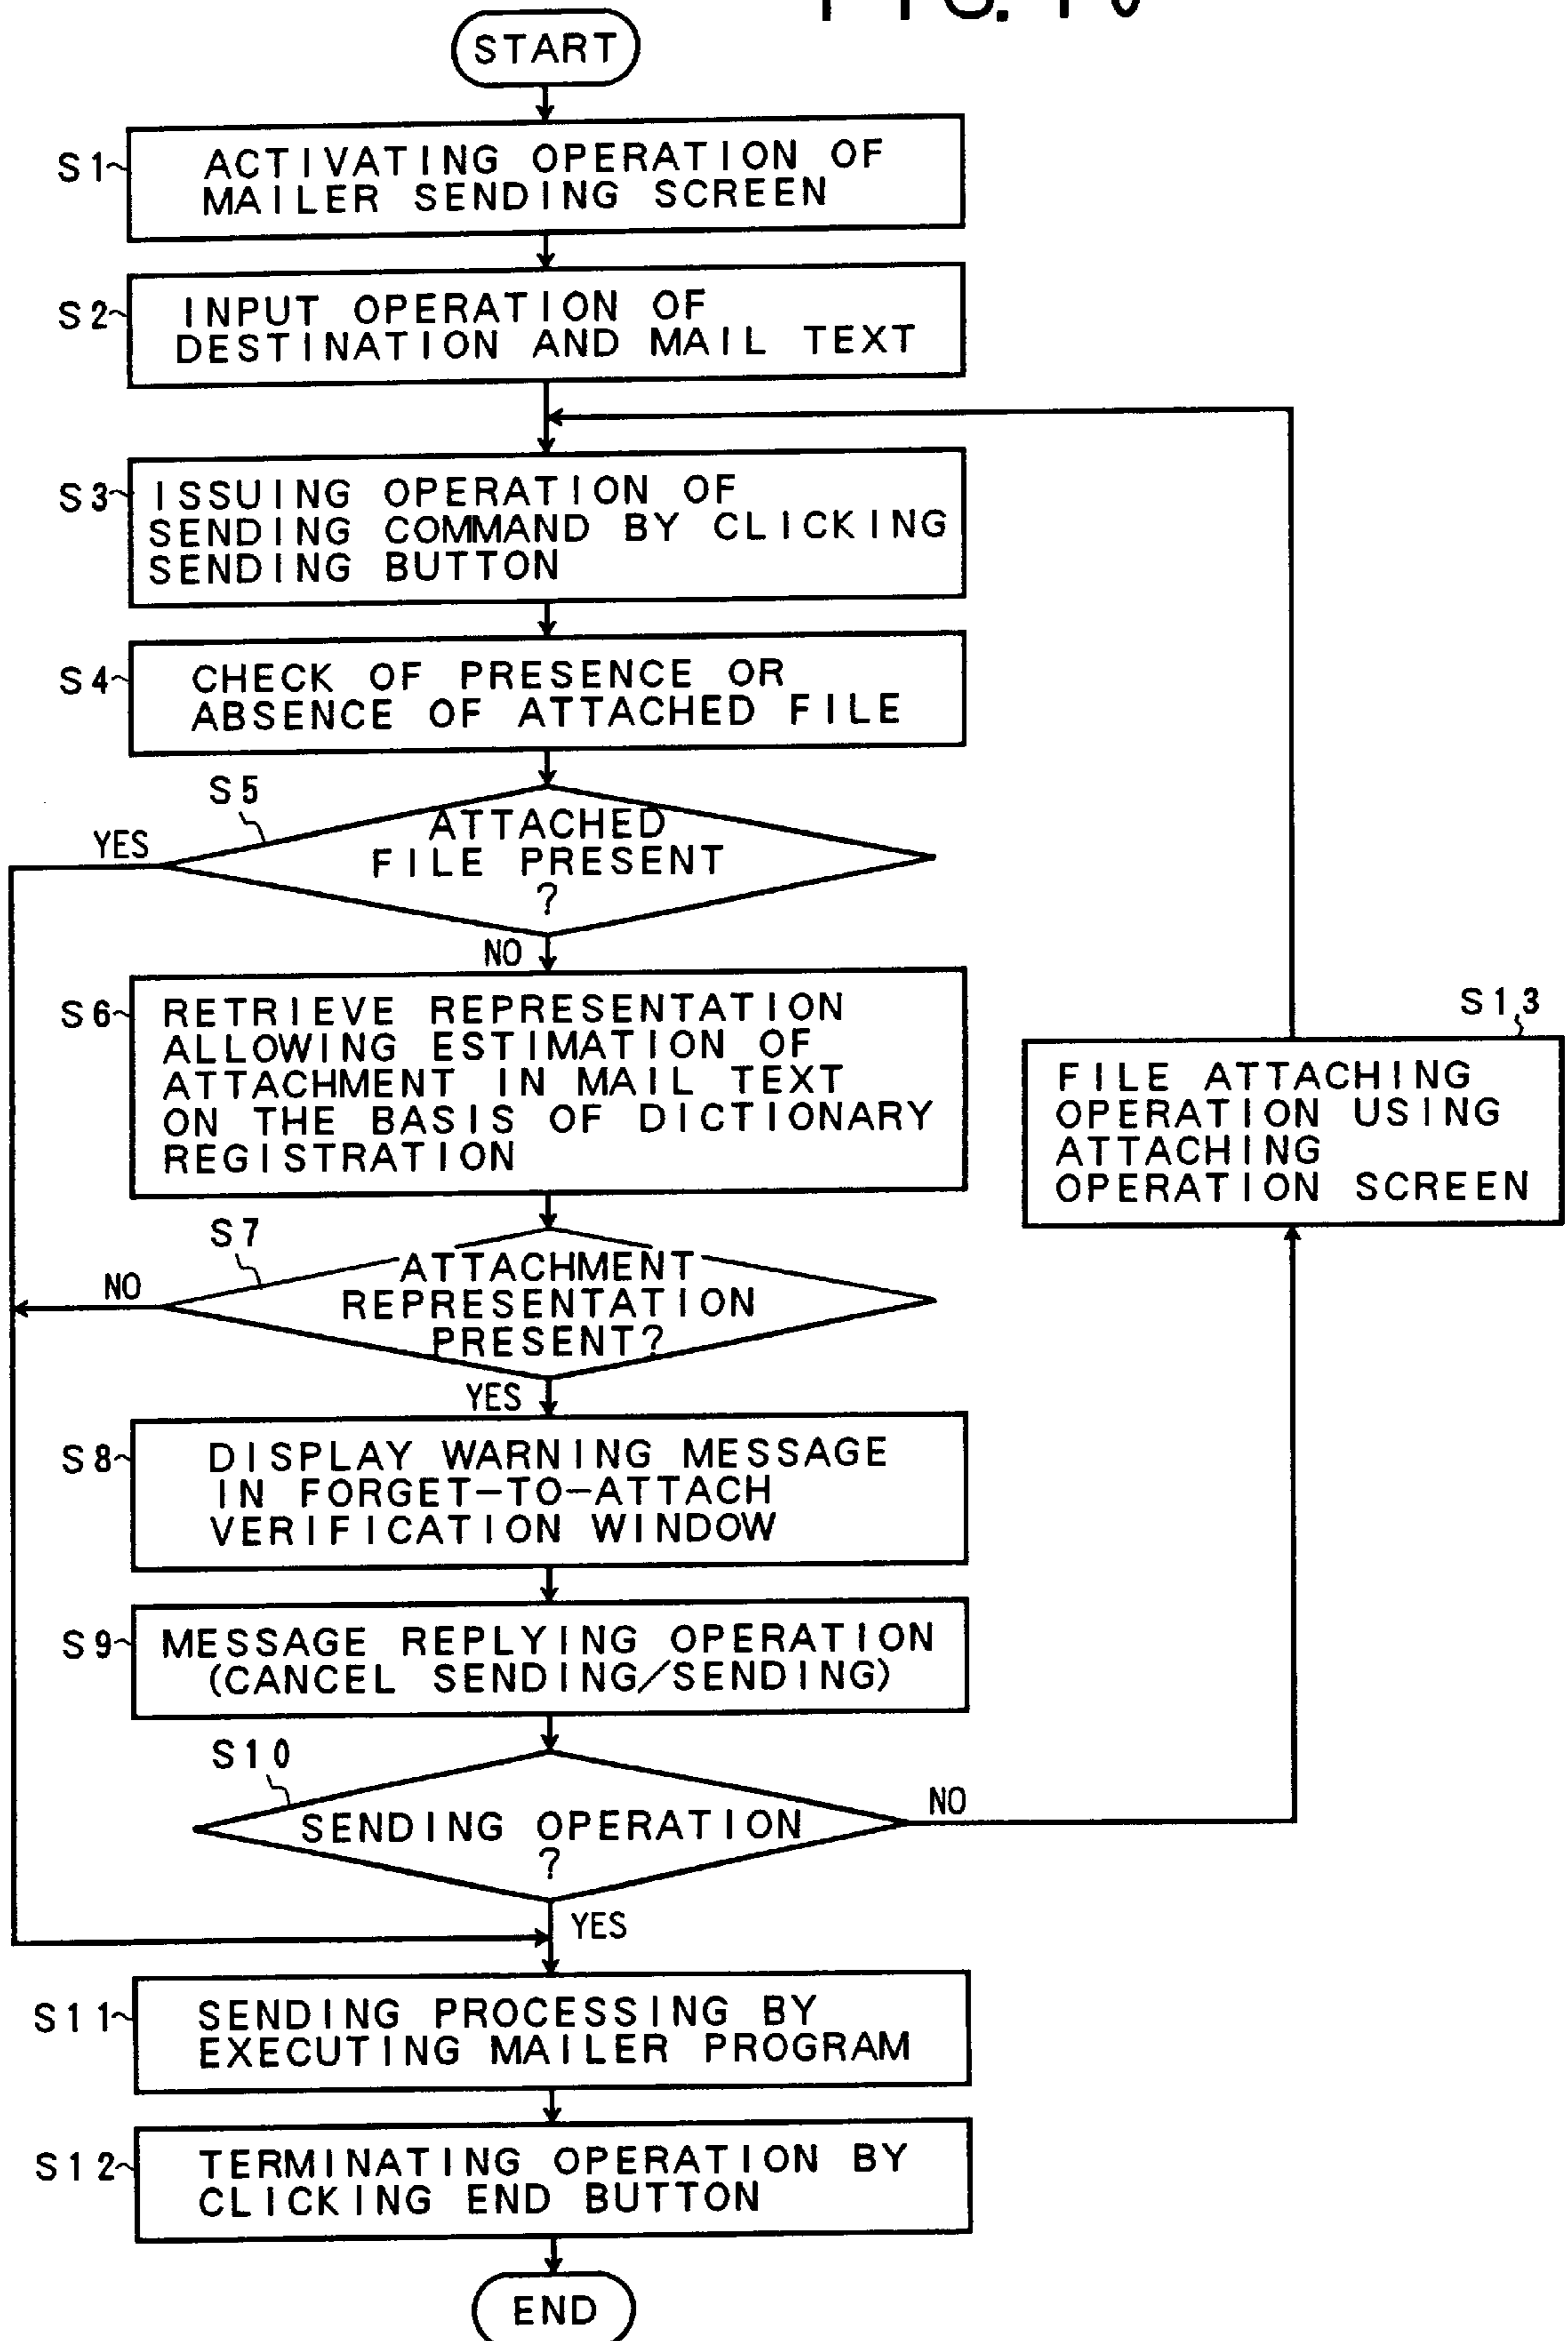 START
S1
ACTIVATING OPERATION OF
MAILER SENDING SCREEN
S2
INPUT OPERATION OF
DESTINATION AND MAIL TEXT
S3
ISSUING OPERATION OF
SENDING COMMAND BY CLICKING
SENDING BUTTON
S4
CHECK OF PRESENCE OR
ABSENCE OF ATTACHED FILE
S5
YES
ATTACHED
FILE PRESENT
?
NO
S6
RETRIEVE REPRESENTATION
ALLOWING ESTIMATION OF
ATTACHMENT IN MAIL TEXT
ON THE BASIS OF DICTIONARY
REGISTRATION
S13
FILE ATTACHING
OPERATION USING
ATTACHING
OPERATION SCREEN
S7
NO
ATTACHMENT
REPRESENTATION
PRESENT?
YES
S8
DISPLAY WARNING MESSAGE
IN FORGET-TO-ATTACH
VERIFICATION WINDOW
S9
MESSAGE REPLYING OPERATION
(CANCEL SENDING/SENDING)
S10
NO
SENDING OPERATION
?
YES
S11
SENDING PROCESSING BY
EXECUTING MAILER PROGRAM
S12
TERMINATING OPERATION BY
CLICKING END BUTTON
END